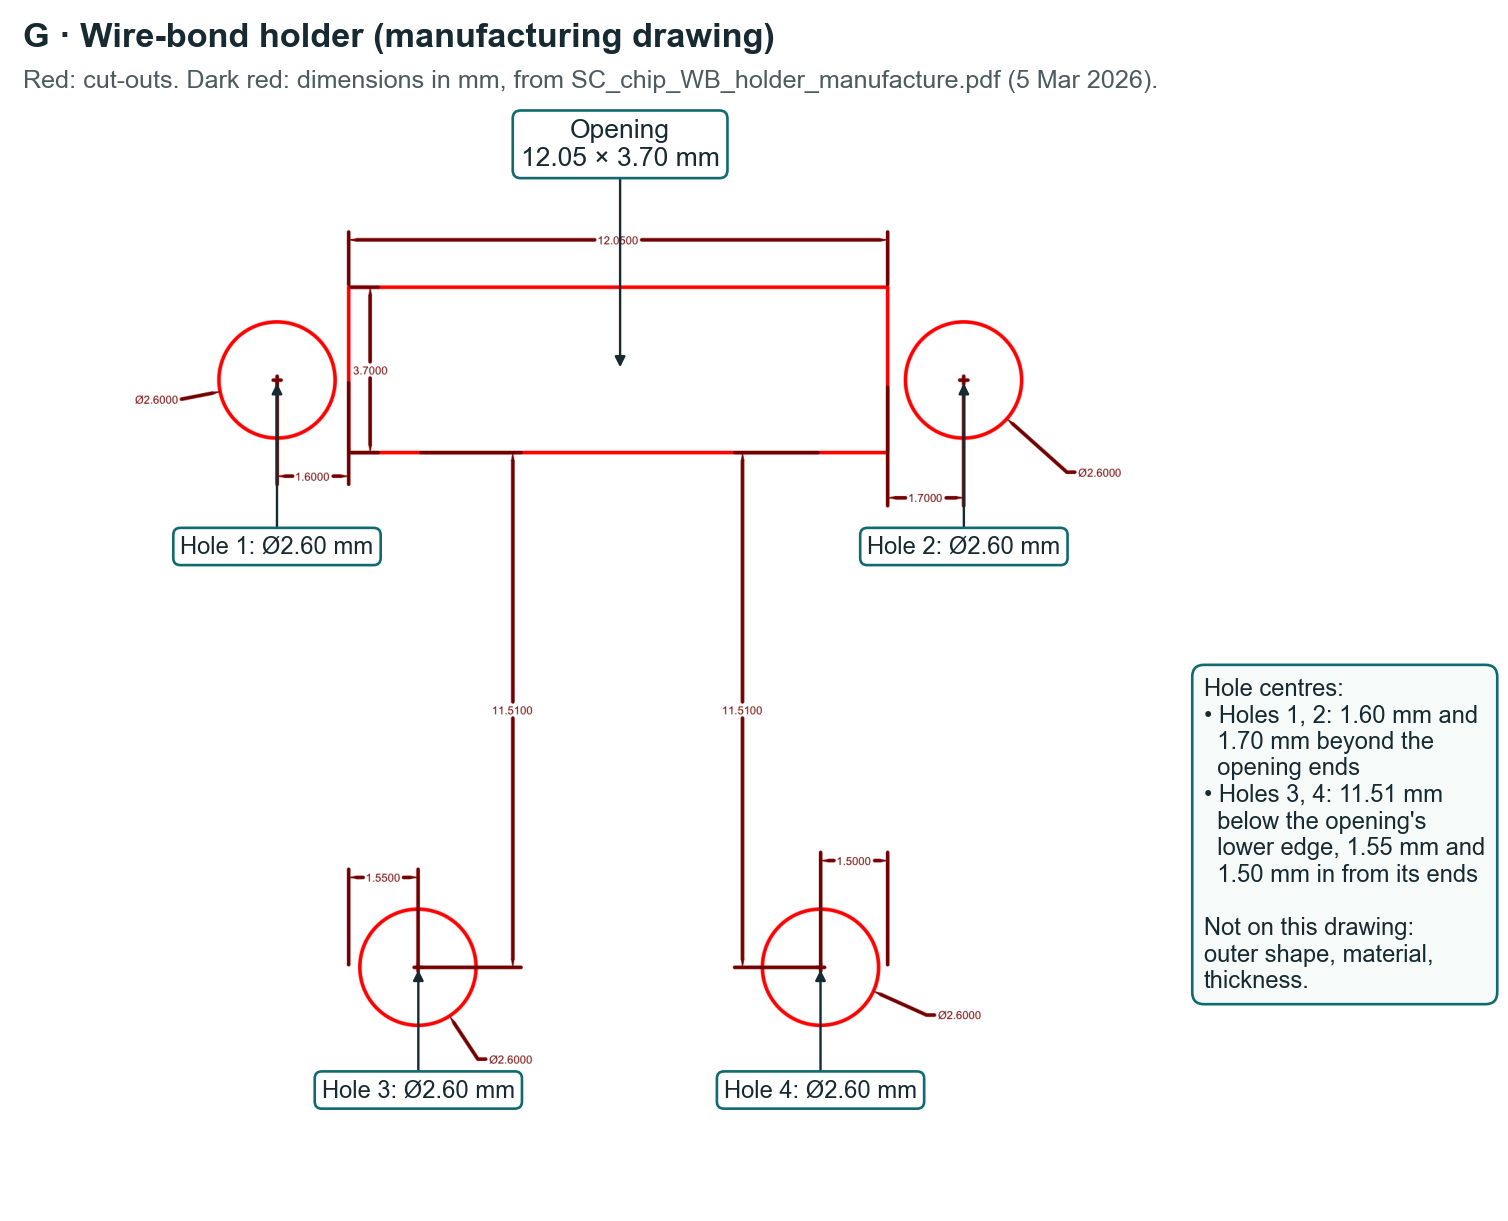 G · Wire-bond holder (manufacturing drawing)
Red: cut-outs. Dark red: dimensions in mm, from SC_chip_WB_holder_manufacture.pdf (5 Mar 2026).
Opening
12.05 × 3.70 mm
12.0500
3.7000
Ø2.6000
Ø2.6000
1.6000
1.7000
Hole 1: Ø2.60 mm
Hole 2: Ø2.60 mm
11.5100
11.5100
Hole centres:
• Holes 1, 2: 1.60 mm and
1.70 mm beyond the
opening ends
• Holes 3, 4: 11.51 mm
below the opening's
lower edge, 1.55 mm and
1.50 mm in from its ends
Not on this drawing:
outer shape, material,
thickness.
1.5500
1.5000
Ø2.6000
Ø2.6000
Hole 3: Ø2.60 mm
Hole 4: Ø2.60 mm